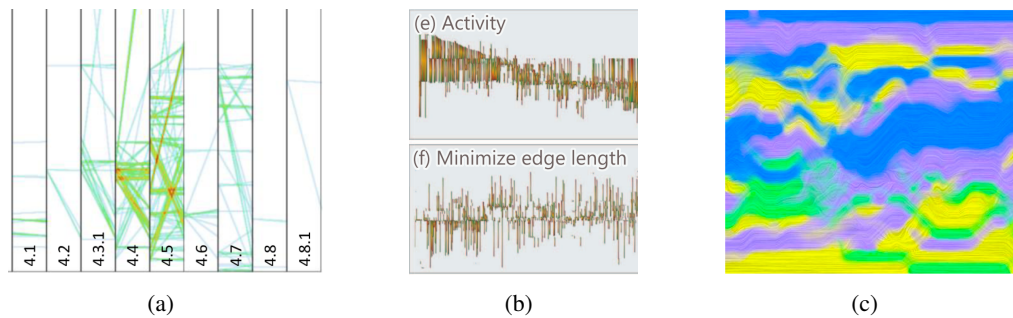 (e) Activity
(f) Minimize edge length
4.1
4.2
4.3.1
4.4
4.5
4.6
4.7
4.8
4.8.1
(a)
(b)
(c)